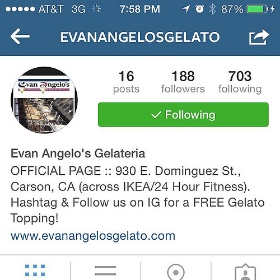 AT&T 3G 1:58 PM 87%
EVANANGELOSGELATO
Evan Angelo's
16 188 703
posts followers following
✓ Following
Evan Angelo's Gelateria
OFFICIAL PAGE :: 930 E. Dominguez St.,
Carson, CA (across IKEA/24 Hour Fitness).
Hashtag & Follow us on IG for a FREE Gelato
Topping!
www.evanangelosgelato.com